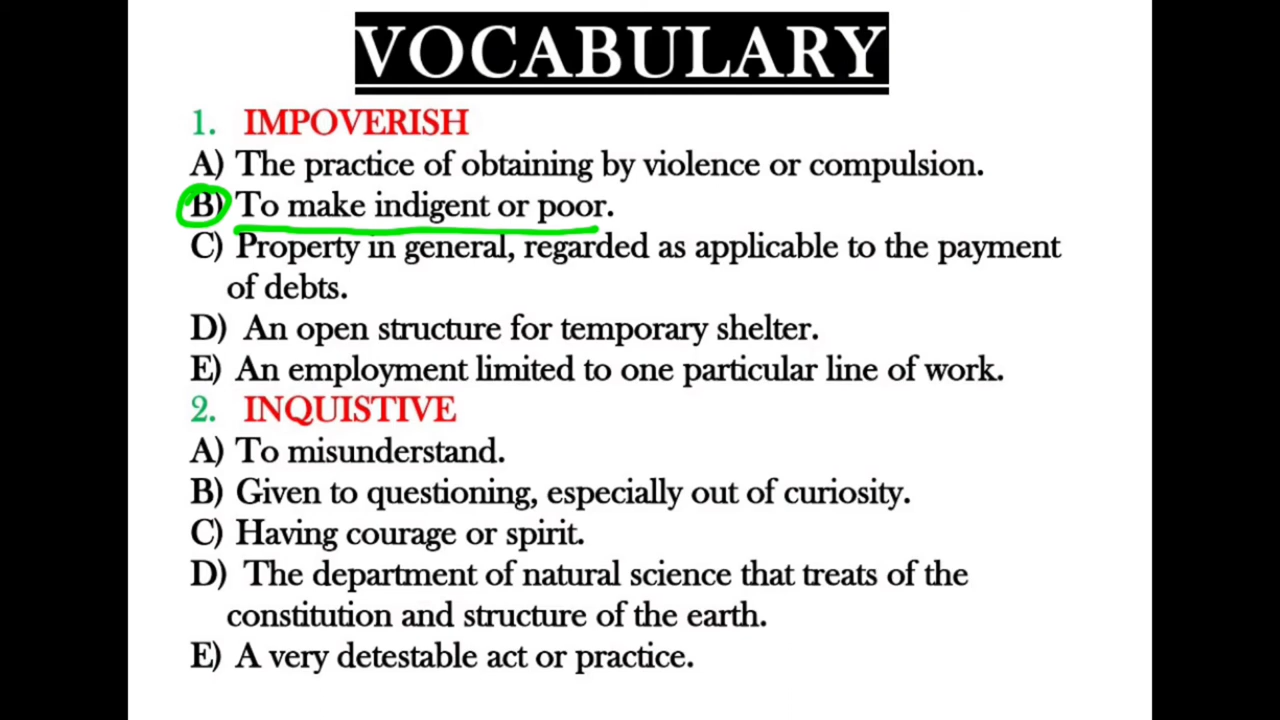 VOCABULARY
1. IMPOVERISH
A) The practice of obtaining by violence or compulsion.
B) To make indigent or poor.
C) Property in general, regarded as applicable to the payment
of debts.
D) An open structure for temporary shelter.
E) An employment limited to one particular line of work.
2. INQUISTIVE
A) To misunderstand.
B) Given to questioning, especially out of curiosity.
C) Having courage or spirit.
D) The department of natural science that treats of the
constitution and structure of the earth.
E) A very detestable act or practice.